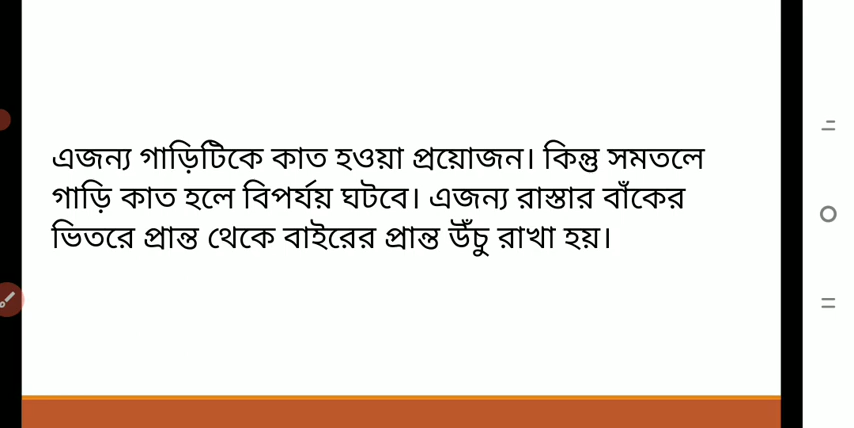 এজন্য গাড়িটিকে কাত হওয়া প্রয়োজন। কিন্তু সমতলে
গাড়ি কাত হলে বিপর্যয় ঘটবে। এজন্য রাস্তার বাঁকের
ভিতরে প্রান্ত থেকে বাইরের প্রান্ত উঁচু রাখা হয়।